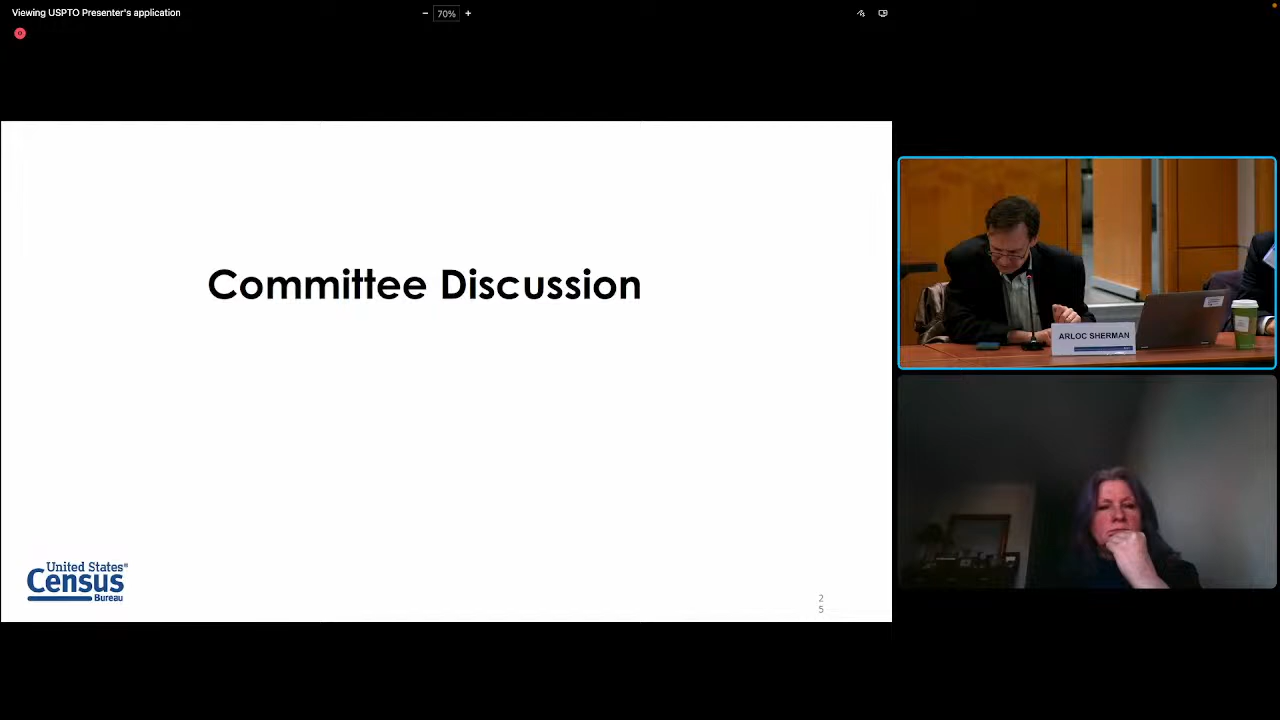 Viewing USPTO Presenter's application
− 70% +
Committee Discussion
ARLOC SHERMAN
United States®
Census
Bureau
2
5